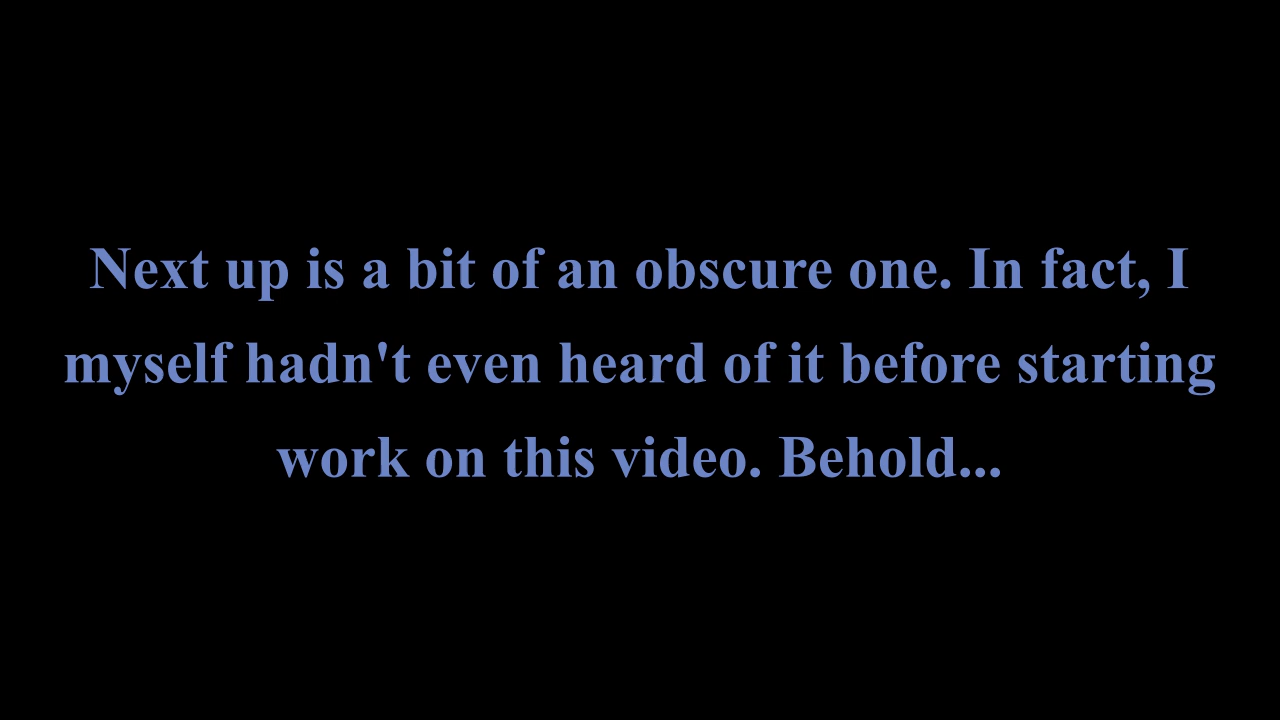 Next up is a bit of an obscure one. In fact, I
myself hadn't even heard of it before starting
work on this video. Behold...